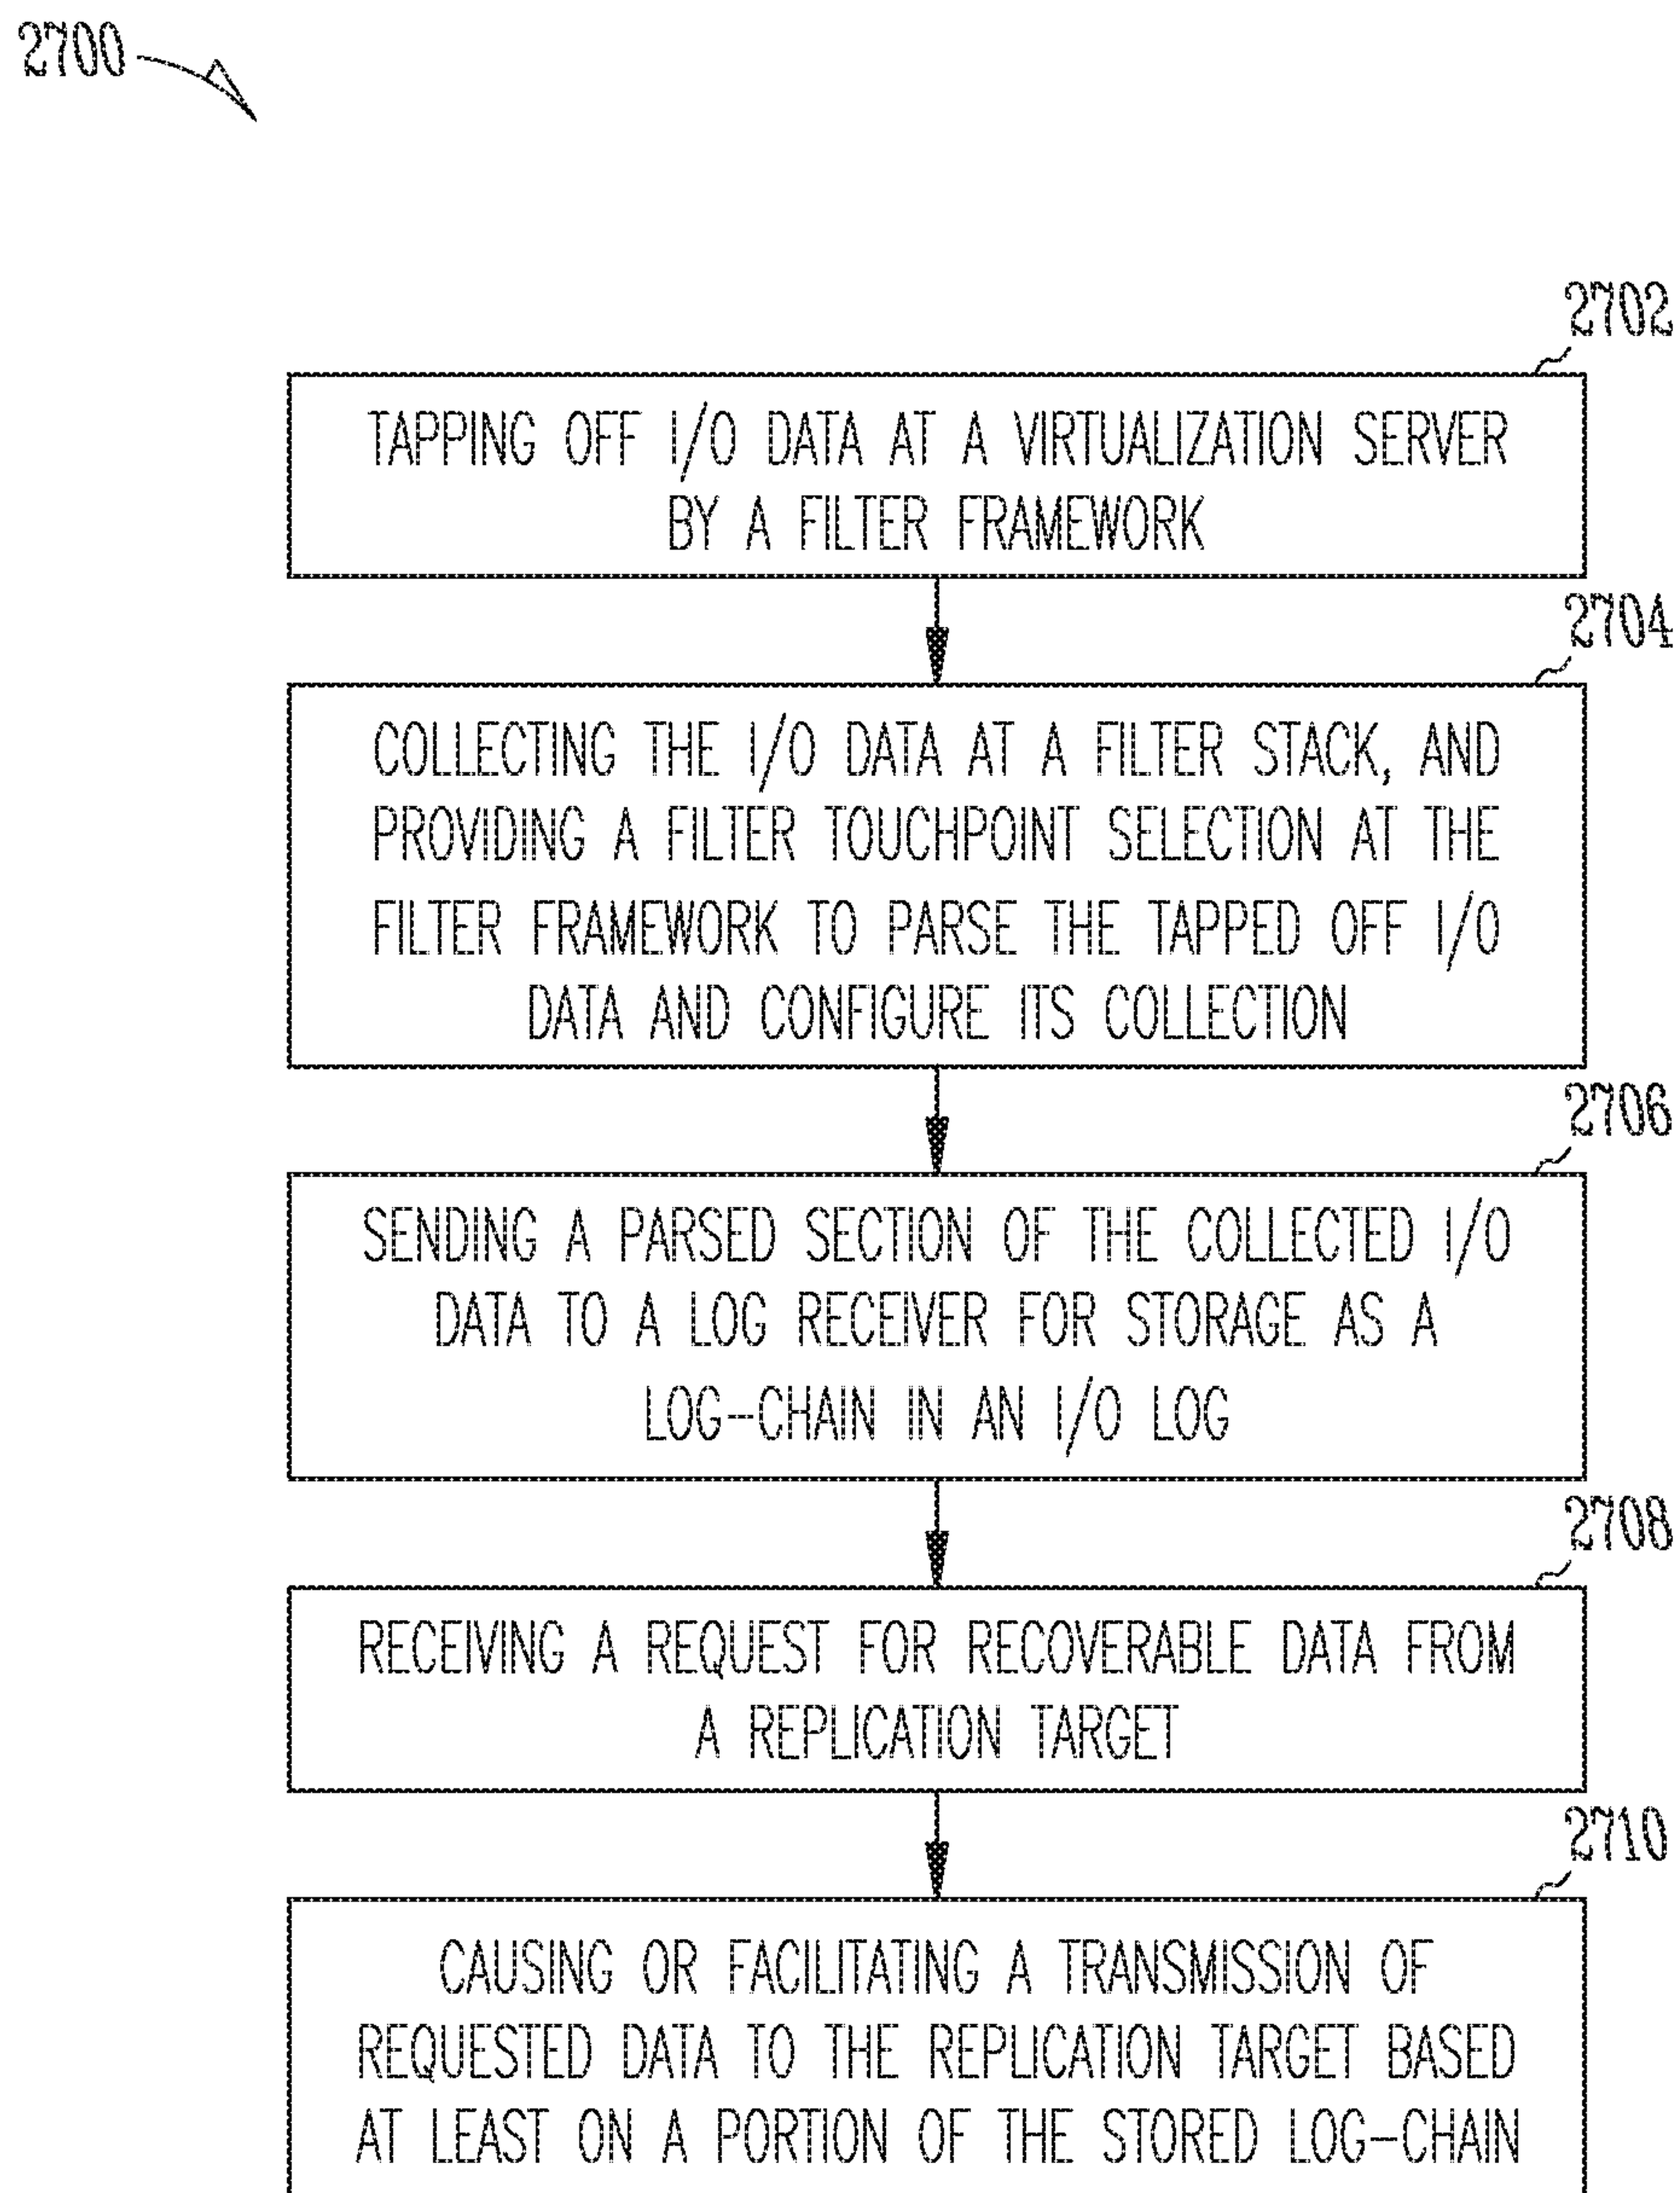 2700
2702
TAPPING OFF I/O DATA AT A VIRTUALIZATION SERVER
BY A FILTER FRAMEWORK
2704
COLLECTING THE I/O DATA AT A FILTER STACK, AND
PROVIDING A FILTER TOUCHPOINT SELECTION AT THE
FILTER FRAMEWORK TO PARSE THE TAPPED OFF I/O
DATA AND CONFIGURE ITS COLLECTION
2706
SENDING A PARSED SECTION OF THE COLLECTED I/O
DATA TO A LOG RECEIVER FOR STORAGE AS A
LOG-CHAIN IN AN I/O LOG
2708
RECEIVING A REQUEST FOR RECOVERABLE DATA FROM
A REPLICATION TARGET
2710
CAUSING OR FACILITATING A TRANSMISSION OF
REQUESTED DATA TO THE REPLICATION TARGET BASED
AT LEAST ON A PORTION OF THE STORED LOG-CHAIN